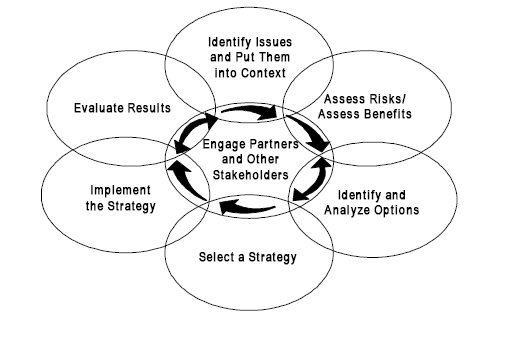 Identify Issues
and Put Them
into Context
Assess Risks/
Assess Benefits
Identify and
Analyze Options
Select a Strategy
Implement
the Strategy
Evaluate Results
Engage Partners
and Other
Stakeholders